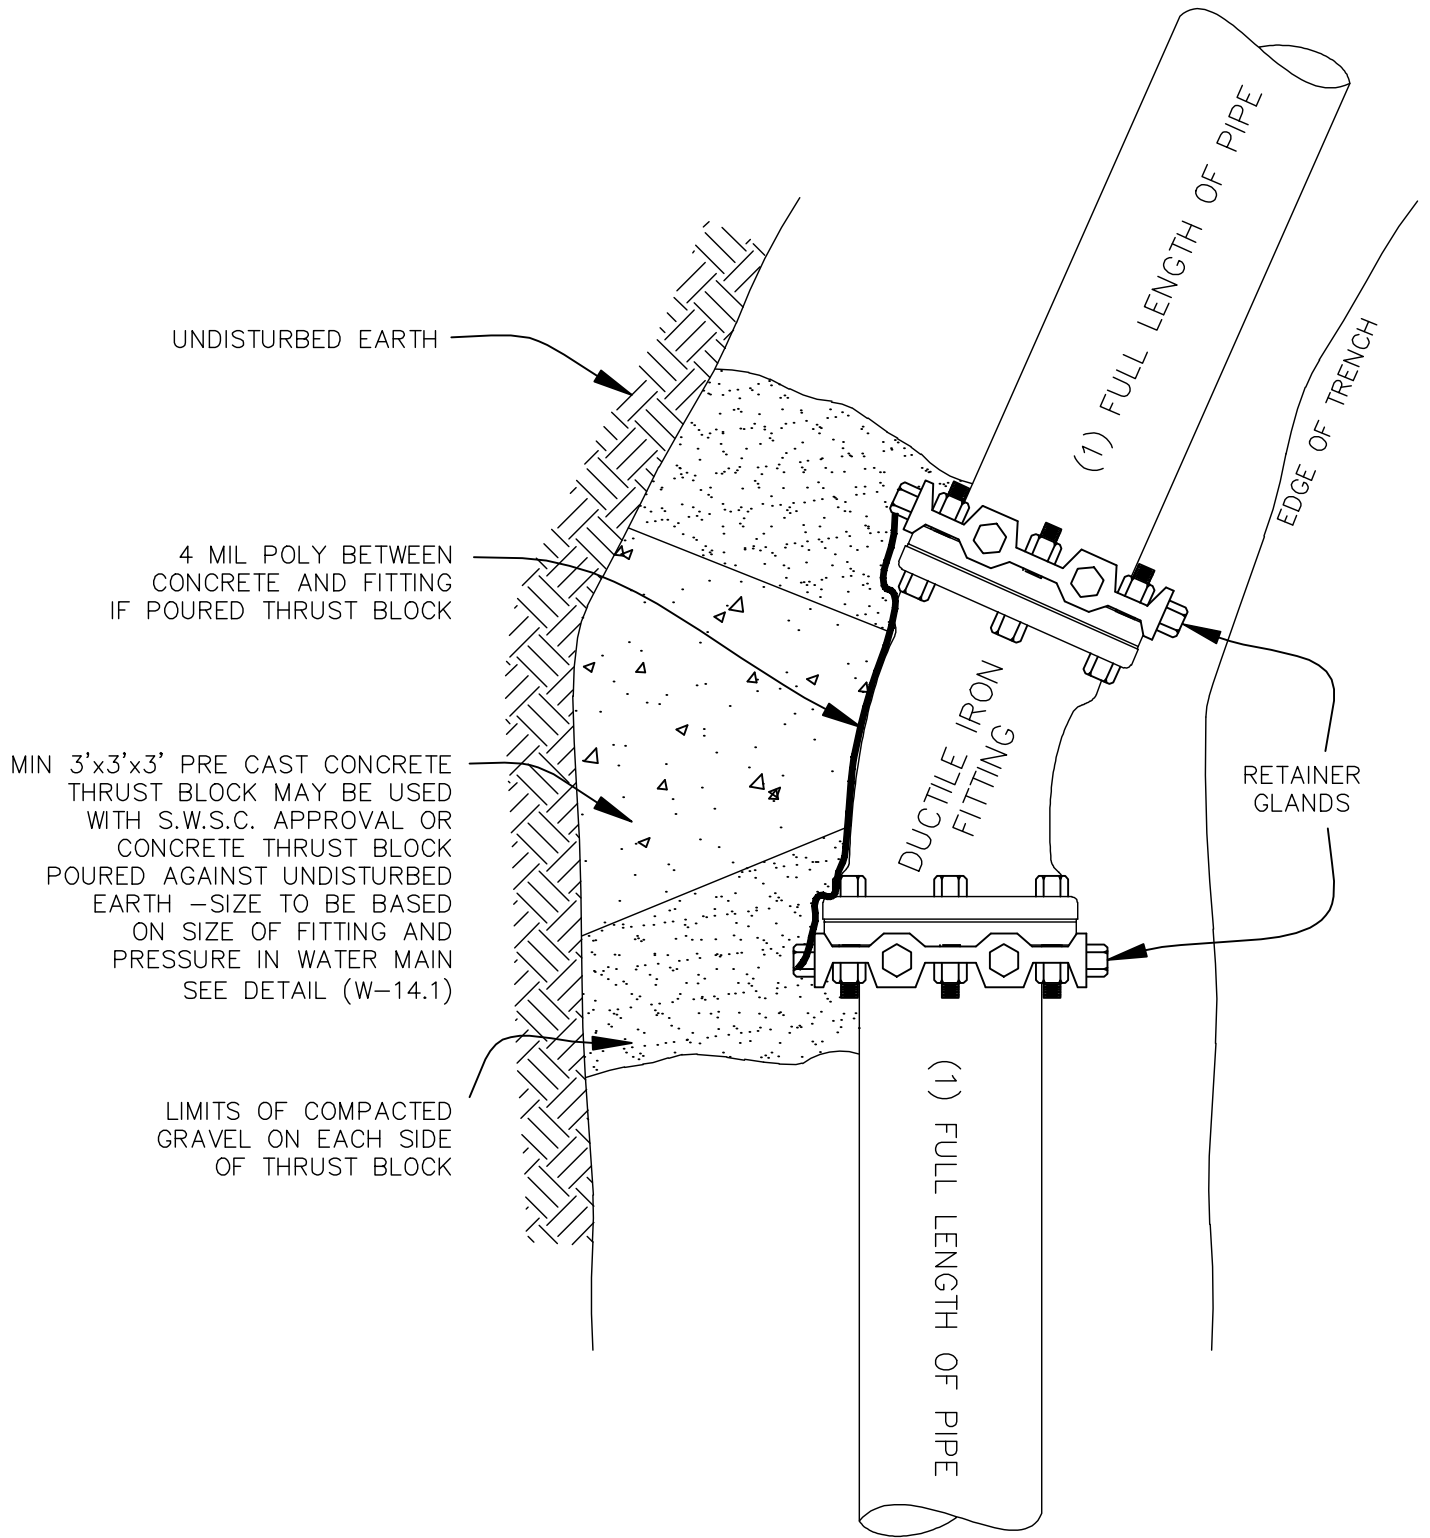 (1) FULL LENGTH OF PIPE
UNDISTURBED EARTH
EDGE OF TRENCH
4 MIL POLY BETWEEN
CONCRETE AND FITTING
IF POURED THRUST BLOCK
DUCTILE IRON
FITTING
MIN 3'x3'x3' PRE CAST CONCRETE
THRUST BLOCK MAY BE USED
WITH S.W.S.C. APPROVAL OR
CONCRETE THRUST BLOCK
POURED AGAINST UNDISTURBED
EARTH -SIZE TO BE BASED
ON SIZE OF FITTING AND
PRESSURE IN WATER MAIN
SEE DETAIL (W-14.1)
RETAINER
GLANDS
LIMITS OF COMPACTED
GRAVEL ON EACH SIDE
OF THRUST BLOCK
(1) FULL LENGTH OF PIPE